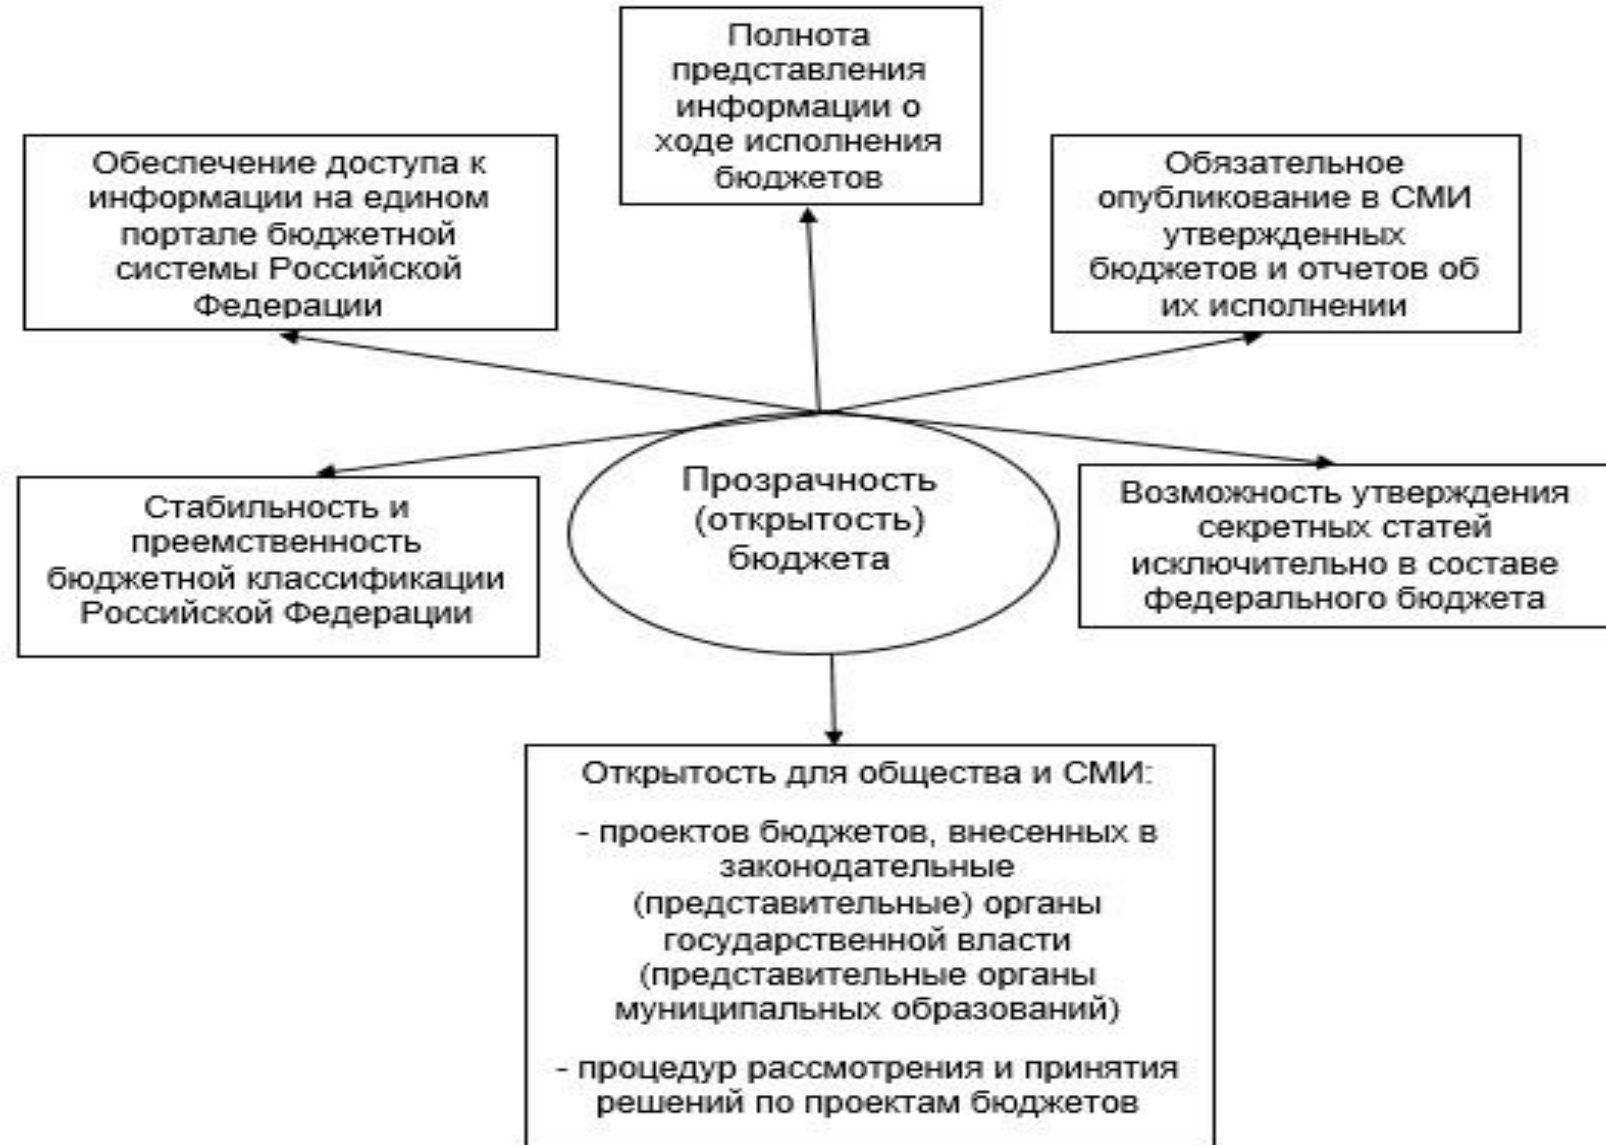 Полнота
представления
информации о
ходе исполнения
бюджетов
Обеспечение доступа к
информации на едином
портале бюджетной
системы Российской
Федерации
Обязательное
опубликование в СМИ
утвержденных
бюджетов и отчетов об
их исполнении
Прозрачность
(открытость)
бюджета
Стабильность и
преемственность
бюджетной классификации
Российской Федерации
Возможность утверждения
секретных статей
исключительно в составе
федерального бюджета
Открытость для общества и СМИ:
- проектов бюджетов, внесенных в
законодательные
(представительные) органы
государственной власти
(представительные органы
муниципальных образований)
- процедур рассмотрения и принятия
решений по проектам бюджетов